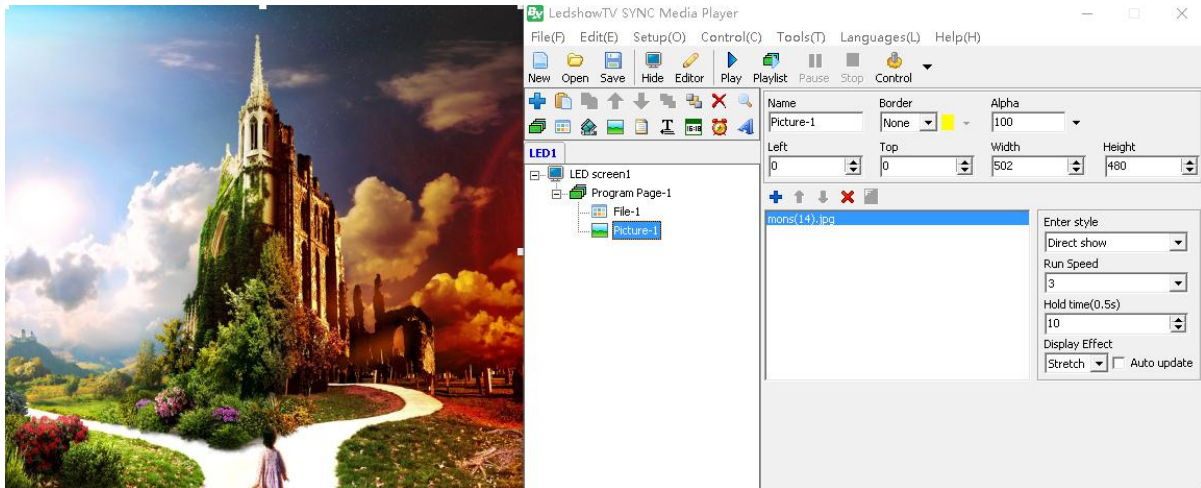 BX LedshowTV SYNC Media Player
File(F) Edit(E) Setup(O) Control(C) Tools(T) Languages(L) Help(H)
New Open Save Hide Editor Play Playlist Pause Stop Control
Name Border Alpha
Picture-1 None 100
Left Top Width Height
0 0 502 480
LED1
LED screen1
Program Page-1
File-1
Picture-1
mons(14).jpg
Enter style
Direct show
Run Speed
3
Hold time(0.5s)
10
Display Effect
Stretch Auto update